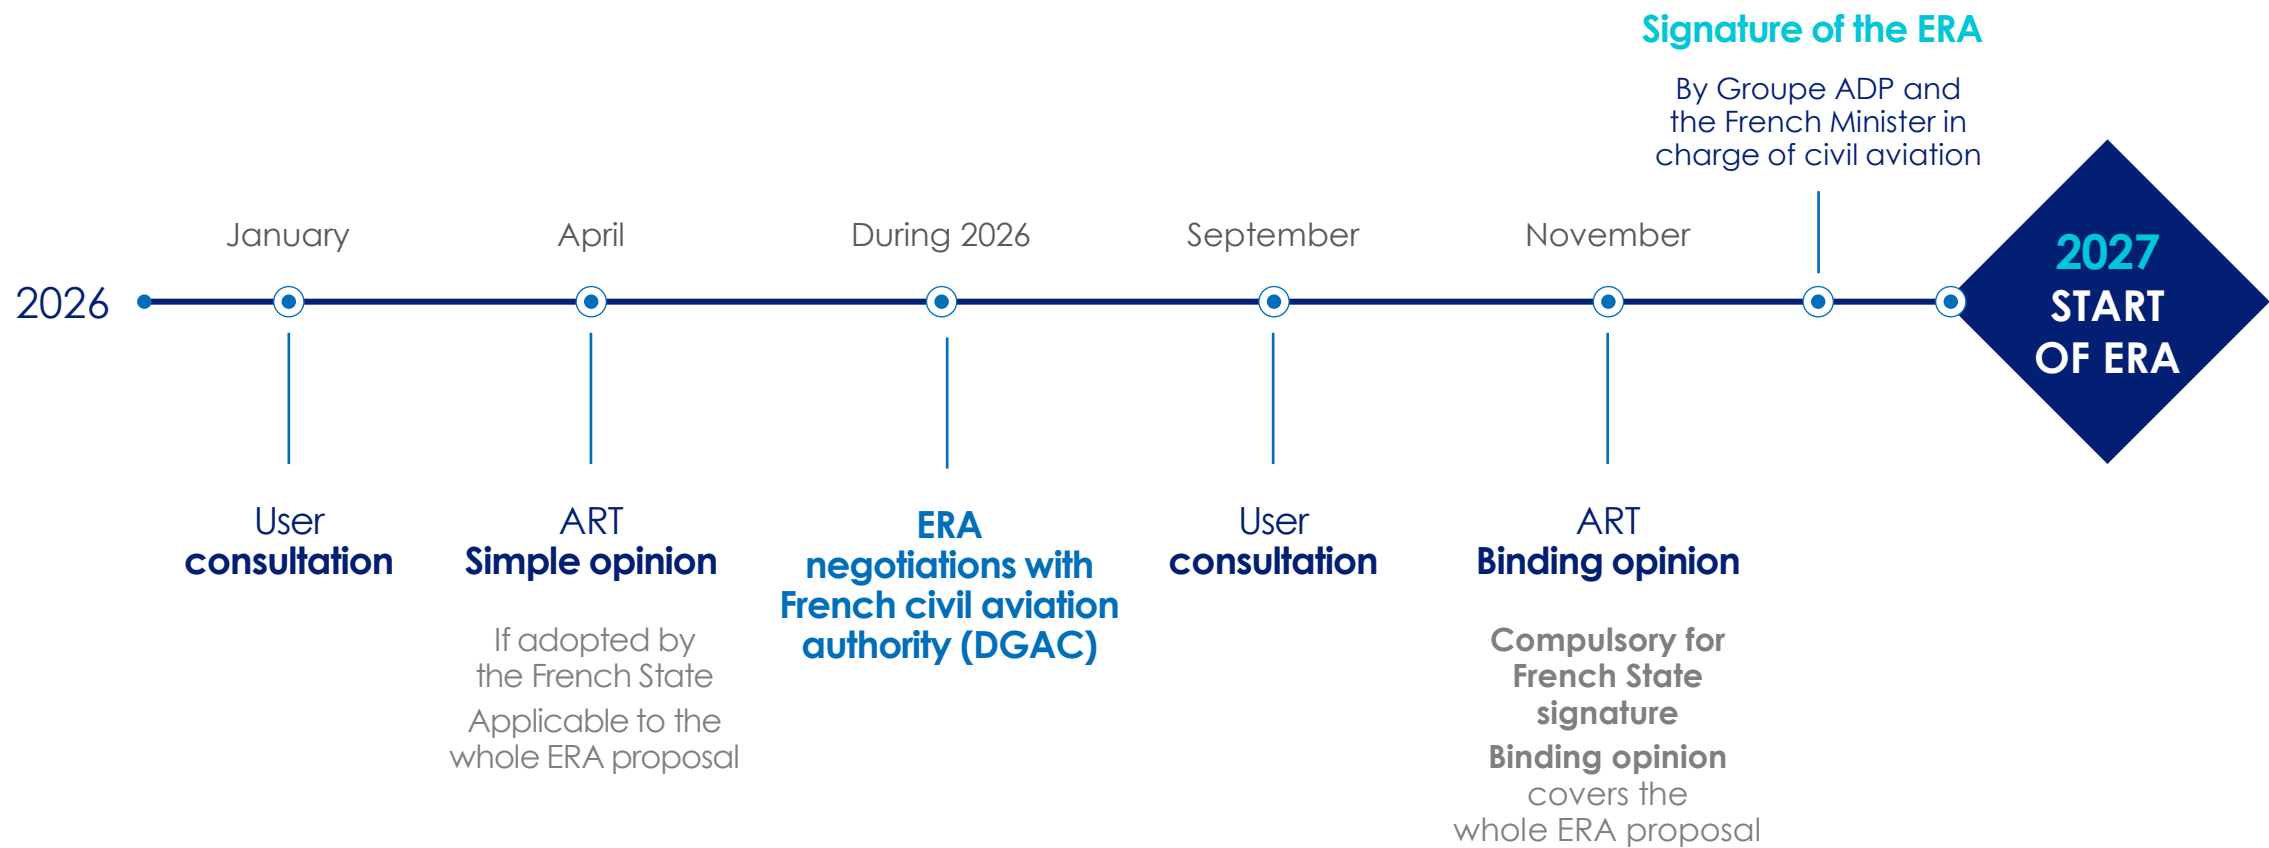 Signature of the ERA
By Groupe ADP and
the French Minister in
charge of civil aviation
2026
January
April
During 2026
September
November
2027
START
OF ERA
User
consultation
ART
Simple opinion
If adopted by
the French State
Applicable to the
whole ERA proposal
ERA
negotiations with
French civil aviation
authority (DGAC)
User
consultation
ART
Binding opinion
Compulsory for
French State
signature
Binding opinion
covers the
whole ERA proposal